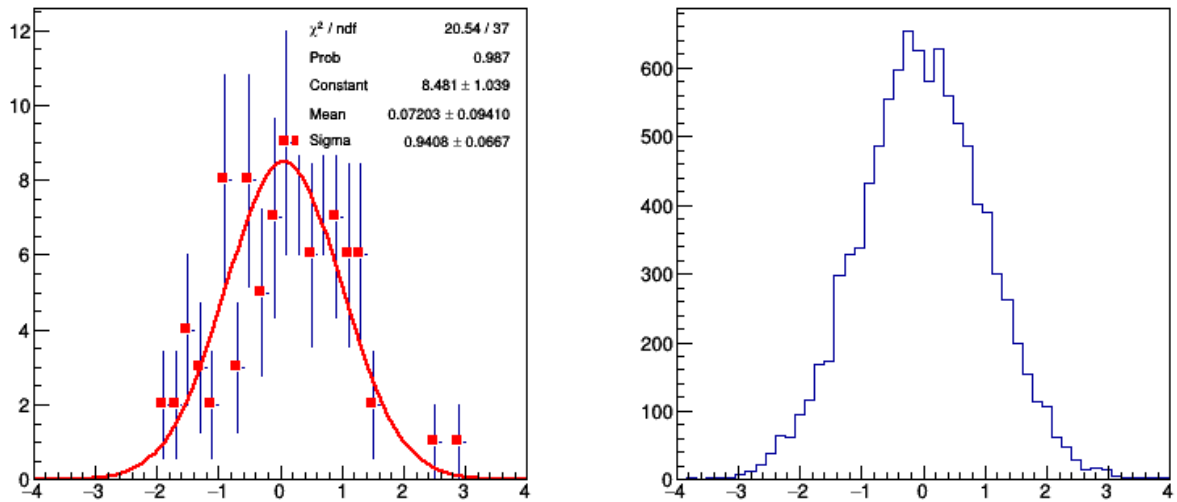 χ² / ndf 20.54 / 37
Prob 0.987
Constant 8.481 ± 1.039
Mean 0.07203 ± 0.09410
Sigma 0.9408 ± 0.0667
12
10
8
6
4
2
0
−4 −3 −2 −1 0 1 2 3 4
600
500
400
300
200
100
0
−4 −3 −2 −1 0 1 2 3 4